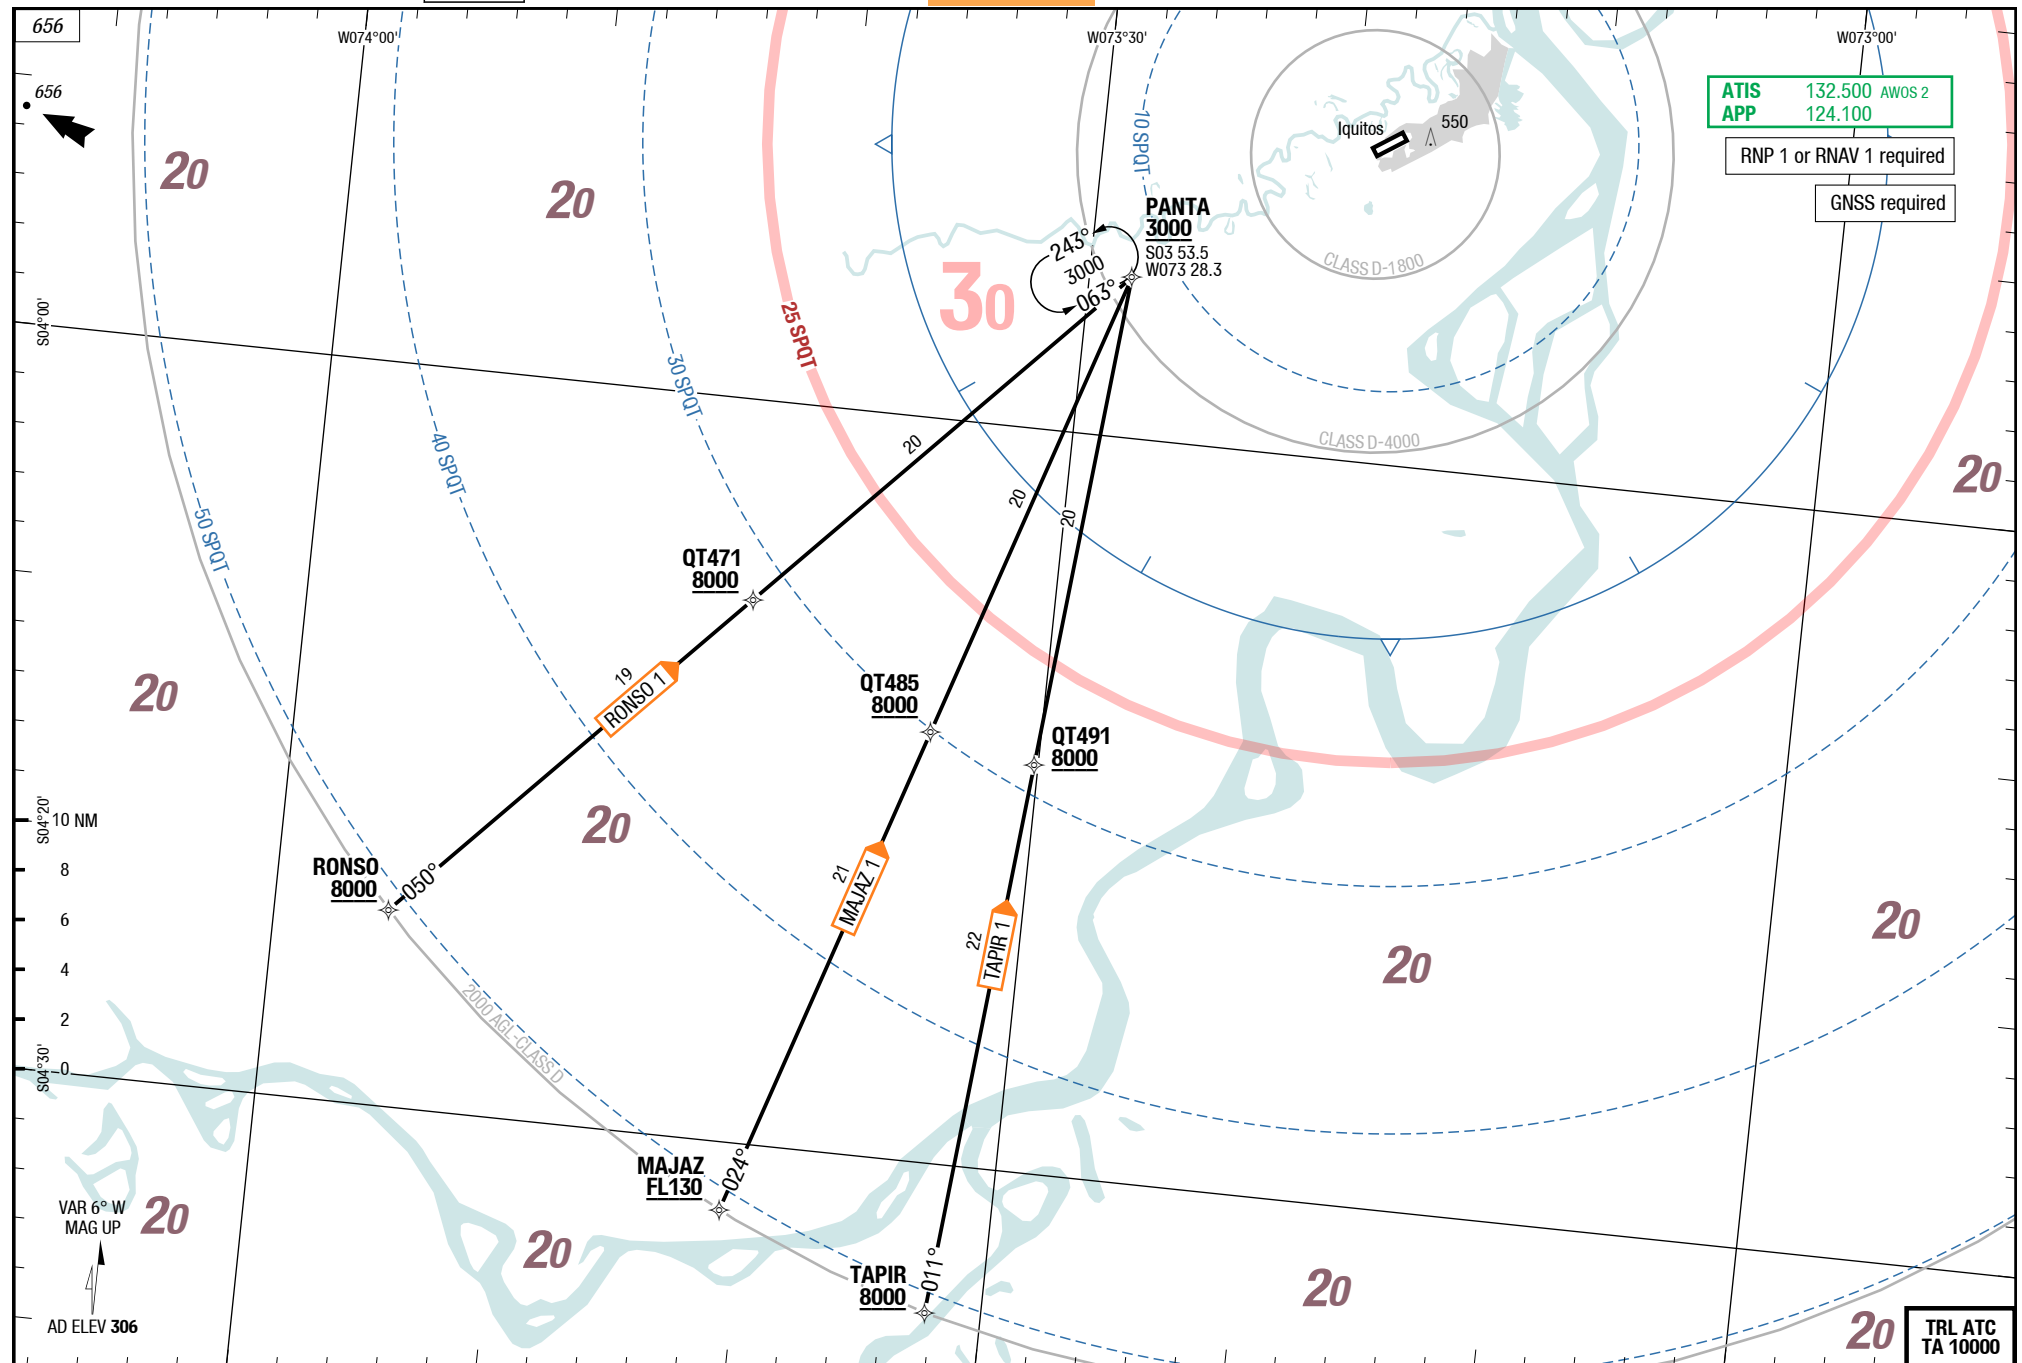 656
W074°00'
W073°30'
W073°00'
656
ATIS 132.500 AWOS 2
APP 124.100
RNP 1 or RNAV 1 required
GNSS required
20
20
10 SPQT
Iquitos
550
PANTA
3000
S03 53.5
W073 28.3
243°
3000
063°
30
CLASS D-1800
S04°00'
25 SPQT
30 SPQT
40 SPQT
50 SPQT
CLASS D-4000
20
20
20
20
QT471
8000
19
RONSO 1
QT485
8000
QT491
8000
20
20
S04°20'
10 NM
8
6
4
2
0
S04°30'
RONSO
8000
050°
21
MAJAZ 1
22
TAPIR 1
20
20
2000 AGL-CLASS D
MAJAZ
FL130
024°
TAPIR
8000
011°
VAR 6° W
MAG UP
20
20
20
20
AD ELEV 306
TRL ATC
TA 10000